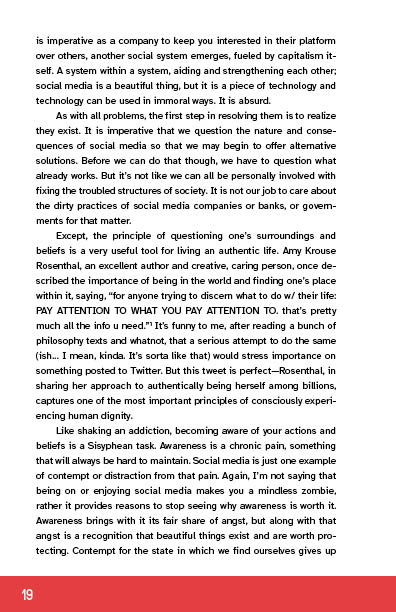 is imperative as a company to keep you interested in their platform
over others, another social system emerges, fueled by capitalism it-
self. A system within a system, aiding and strengthening each other;
social media is a beautiful thing, but it is a piece of technology and
technology can be used in immoral ways. It is absurd.
As with all problems, the first step in resolving them is to realize
they exist. It is imperative that we question the nature and conse-
quences of social media so that we may begin to offer alternative
solutions. Before we can do that though, we have to question what
already works. But it's not like we can all be personally involved with
fixing the troubled structures of society. It is not our job to care about
the dirty practices of social media companies or banks, or govern-
ments for that matter.
Except, the principle of questioning one's surroundings and
beliefs is a very useful tool for living an authentic life. Amy Krouse
Rosenthal, an excellent author and creative, caring person, once de-
scribed the importance of being in the world and finding one's place
within it, saying, "for anyone trying to discern what to do w/ their life:
PAY ATTENTION TO WHAT YOU PAY ATTENTION TO. that's pretty
much all the info u need."¹ It's funny to me, after reading a bunch of
philosophy texts and whatnot, that a serious attempt to do the same
(ish... I mean, kinda. It's sorta like that) would stress importance on
something posted to Twitter. But this tweet is perfect—Rosenthal, in
sharing her approach to authentically being herself among billions,
captures one of the most important principles of consciously experi-
encing human dignity.
Like shaking an addiction, becoming aware of your actions and
beliefs is a Sisyphean task. Awareness is a chronic pain, something
that will always be hard to maintain. Social media is just one example
of contempt or distraction from that pain. Again, I'm not saying that
being on or enjoying social media makes you a mindless zombie,
rather it provides reasons to stop seeing why awareness is worth it.
Awareness brings with it its fair share of angst, but along with that
angst is a recognition that beautiful things exist and are worth pro-
tecting. Contempt for the state in which we find ourselves gives up
19